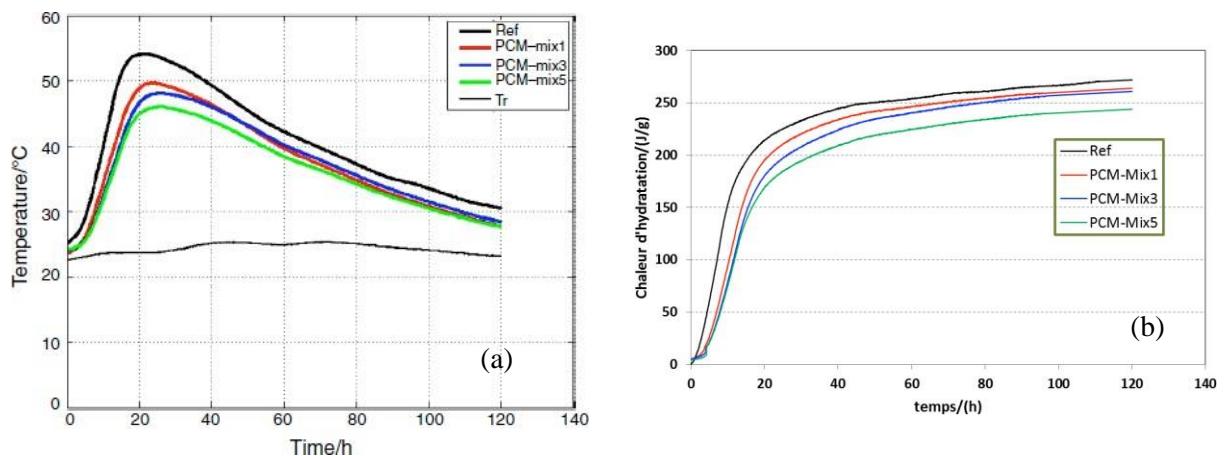 60
50
40
30
20
10
0
Temperature/°C
0 20 40 60 80 100 120 140
Time/h
Ref
PCM–mix1
PCM–mix3
PCM–mix5
Tr
(a)
300
250
200
150
100
50
0
Chaleur d'hydratation/(J/g)
0 20 40 60 80 100 120 140
temps/(h)
Ref
PCM-Mix1
PCM-Mix3
PCM-Mix5
(b)